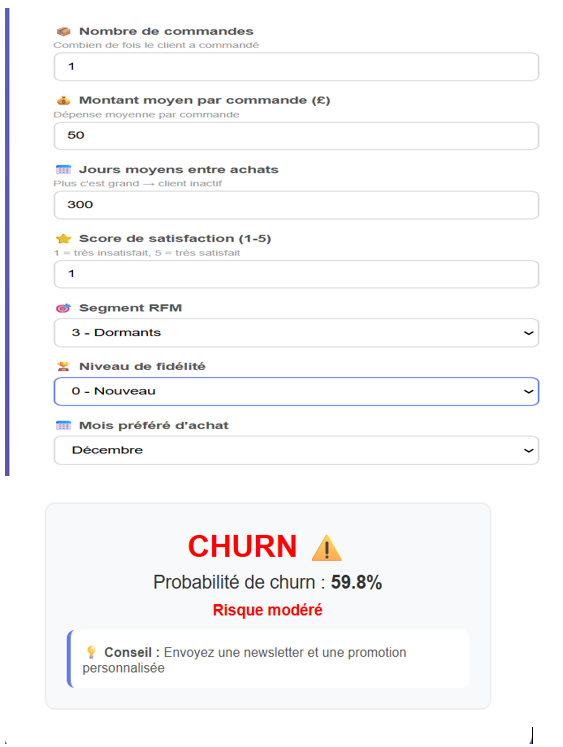 Nombre de commandes
Combien de fois le client a commandé
1
Montant moyen par commande (£)
Dépense moyenne par commande
50
Jours moyens entre achats
Plus c'est grand → client inactif
300
Score de satisfaction (1-5)
1 = très insatisfait, 5 = très satisfait
1
Segment RFM
3 - Dormants
Niveau de fidélité
0 - Nouveau
Mois préféré d'achat
Décembre
CHURN
Probabilité de churn : 59.8%
Risque modéré
Conseil : Envoyez une newsletter et une promotion
personnalisée